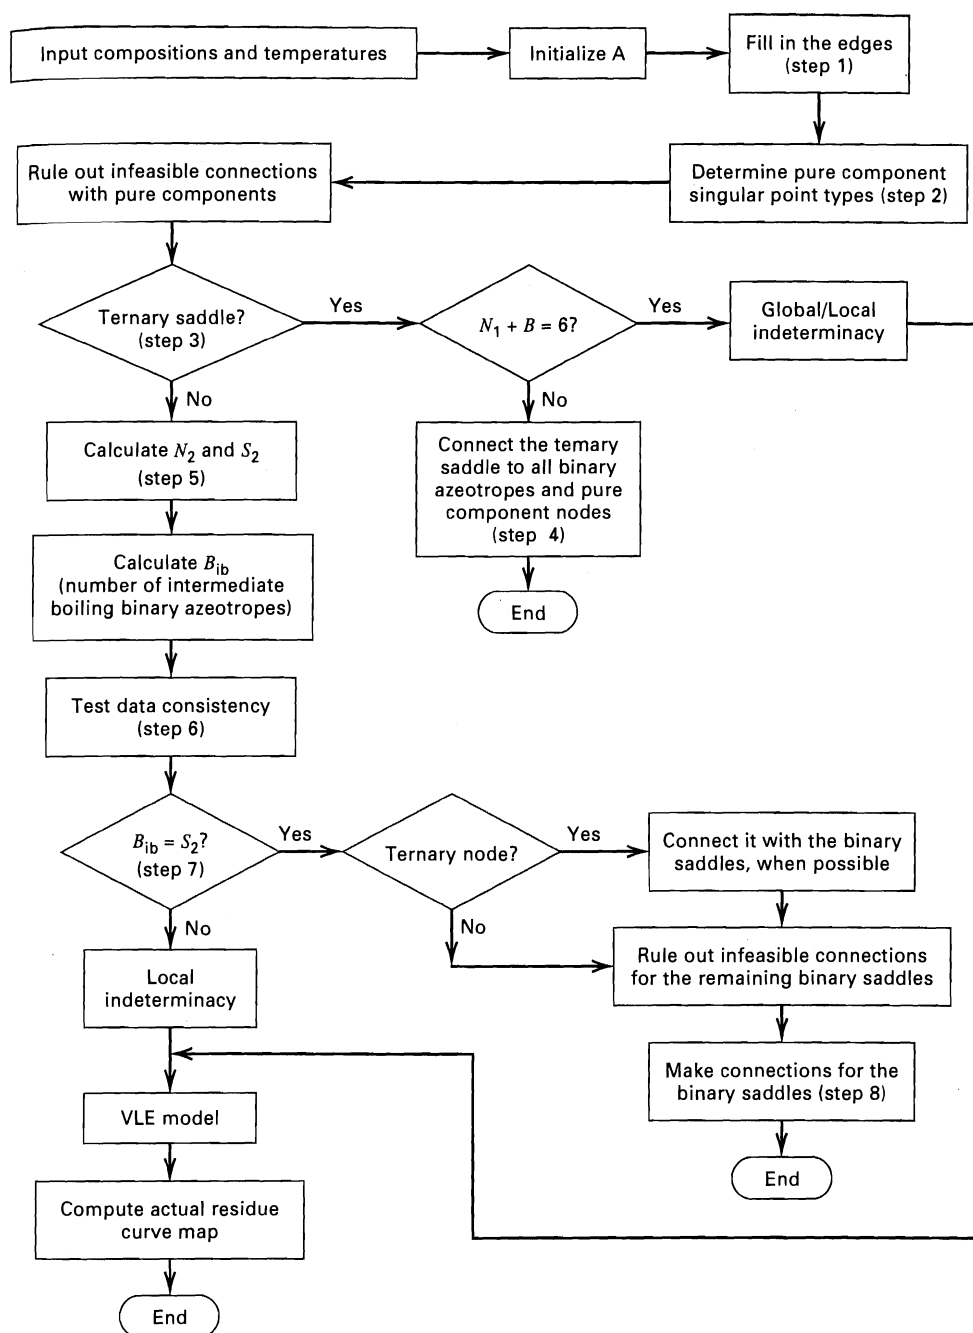 Input compositions and temperatures
Initialize A
Fill in the edges
(step 1)
Rule out infeasible connections
with pure components
Determine pure component
singular point types (step 2)
Ternary saddle?
(step 3)
Yes
N₁ + B = 6?
Yes
Global/Local
indeterminacy
No
No
Calculate N₂ and S₂
(step 5)
Connect the temary
saddle to all binary
azeotropes and pure
component nodes
(step 4)
Calculate B_ib
(number of intermediate
boiling binary azeotropes)
End
Test data consistency
(step 6)
B_ib = S₂?
(step 7)
Yes
Ternary node?
Yes
Connect it with the binary
saddles, when possible
No
No
Rule out infeasible connections
for the remaining binary saddles
Local
indeterminacy
Make connections for the
binary saddles (step 8)
VLE model
End
Compute actual residue
curve map
End